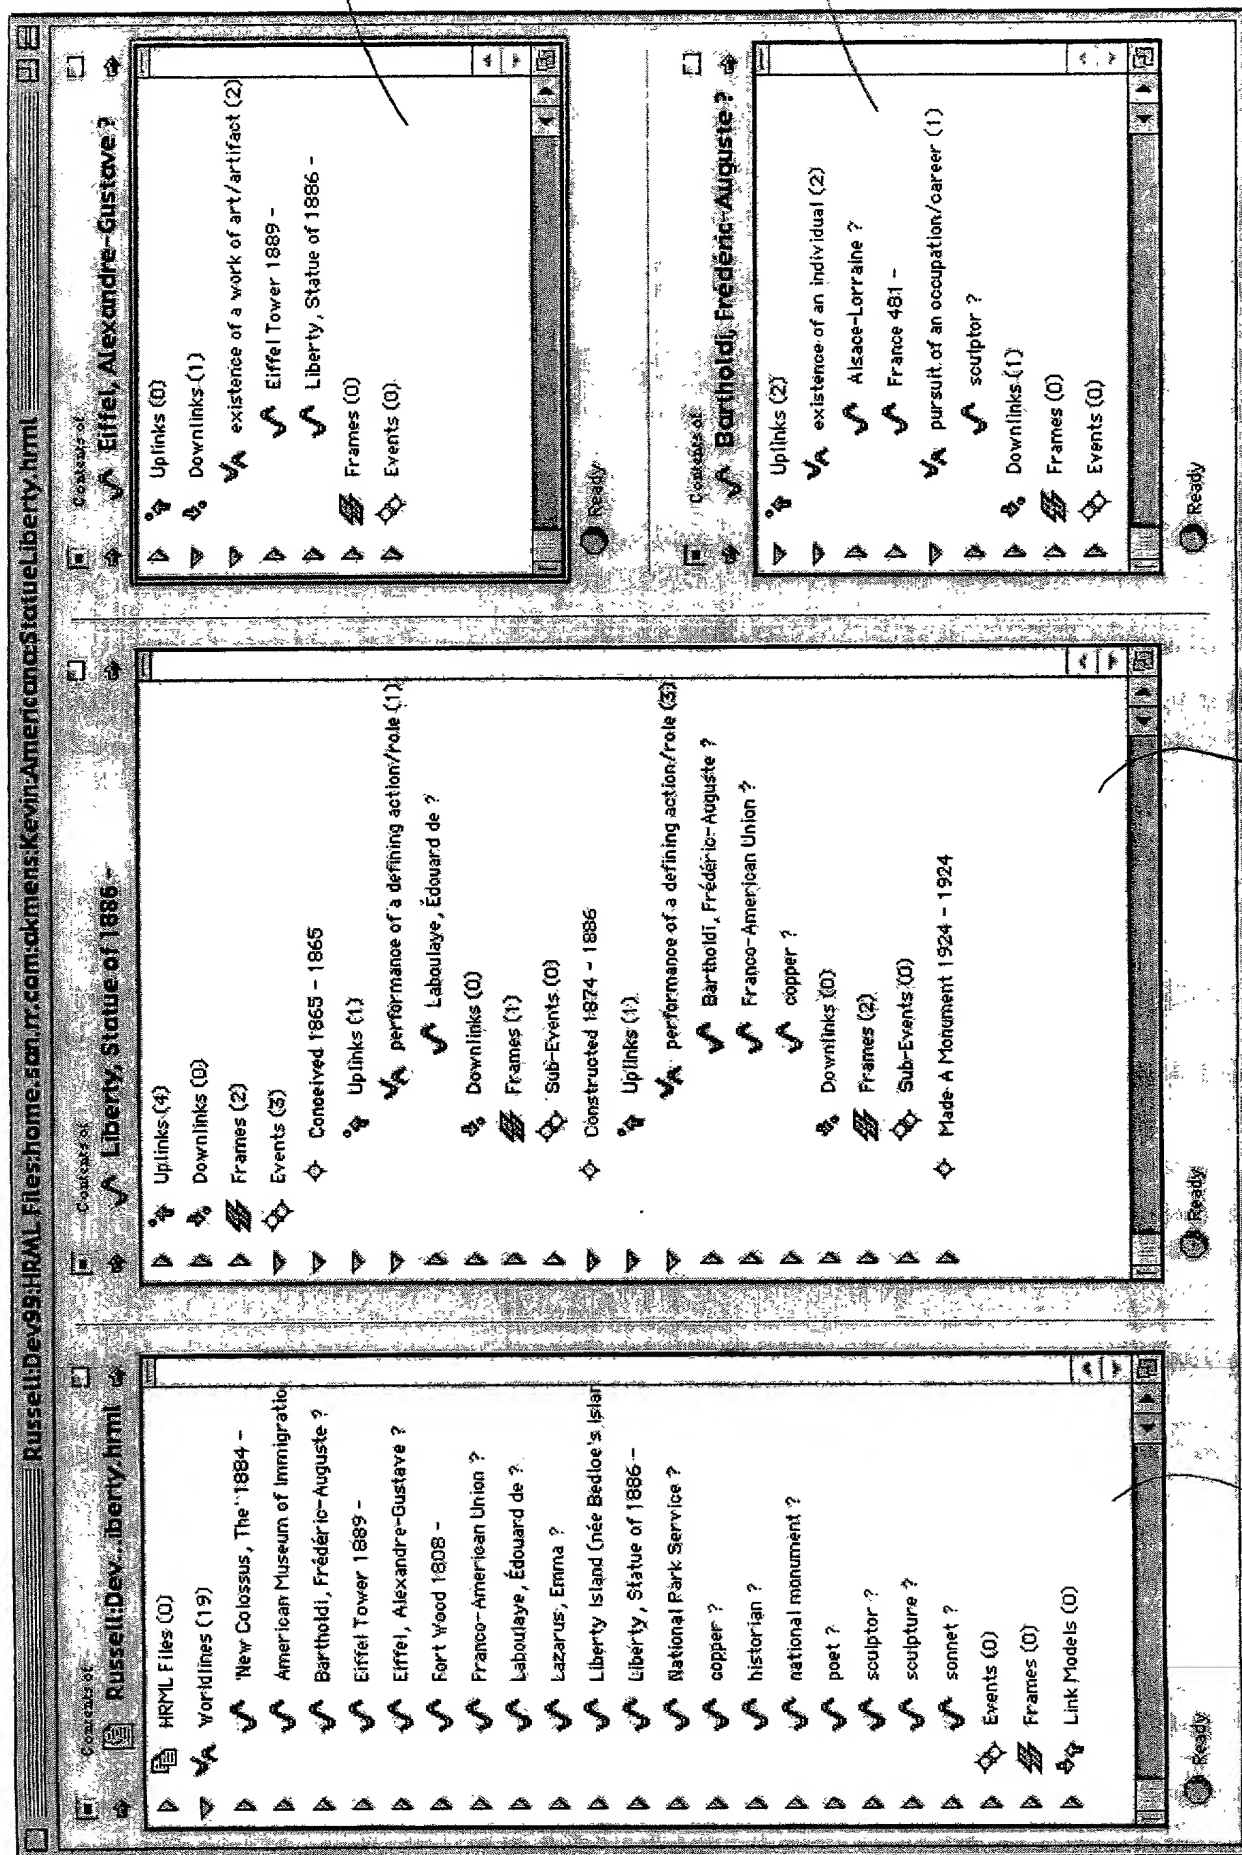 Russell:Dev99:HRML Files:home.san.rr.com:akmens:Kevin:Americana:StatueLiberty.hrml
Contents of
Russell:Dev...iberty.hrml
HRML Files (0)
Worldlines (19)
"New Colossus, The" 1884 -
American Museum of Immigratio
Bartholdi, Frédéric-Auguste ?
Eiffel Tower 1889 -
Eiffel, Alexandre-Gustave ?
Fort Wood 1808 -
Franco-American Union ?
Laboulaye, Édouard de ?
Lazarus, Emma ?
Liberty Island (née Bedloe's Islan
Liberty, Statue of 1886 -
National Park Service ?
copper ?
historian ?
national monument ?
poet ?
sculptor ?
sculpture ?
sonnet ?
Events (0)
Frames (0)
Link Models (0)
Ready
Contents of
Liberty, Statue of 1886 -
Uplinks (4)
Downlinks (0)
Frames (2)
Events (3)
Conceived 1865 - 1865
Uplinks (1)
performance of a defining action/role (1)
Laboulaye, Édouard de ?
Downlinks (0)
Frames (1)
Sub-Events (0)
Constructed 1874 - 1886
Uplinks (1)
performance of a defining action/role (3)
Bartholdi, Frédéric-Auguste ?
Franco-American Union ?
copper ?
Downlinks (0)
Frames (2)
Sub-Events (0)
Made A Monument 1924 - 1924
Ready
Contents of
Eiffel, Alexandre-Gustave ?
Uplinks (0)
Downlinks (1)
existence of a work of art/artifact (2)
Eiffel Tower 1889 -
Liberty, Statue of 1886 -
Frames (0)
Events (0)
Ready
Contents of
Bartholdi, Frédéric-Auguste ?
Uplinks (2)
existence of an individual (2)
Alsace-Lorraine ?
France 481 -
pursuit of an occupation/career (1)
sculptor ?
Downlinks (1)
Frames (0)
Events (0)
Ready